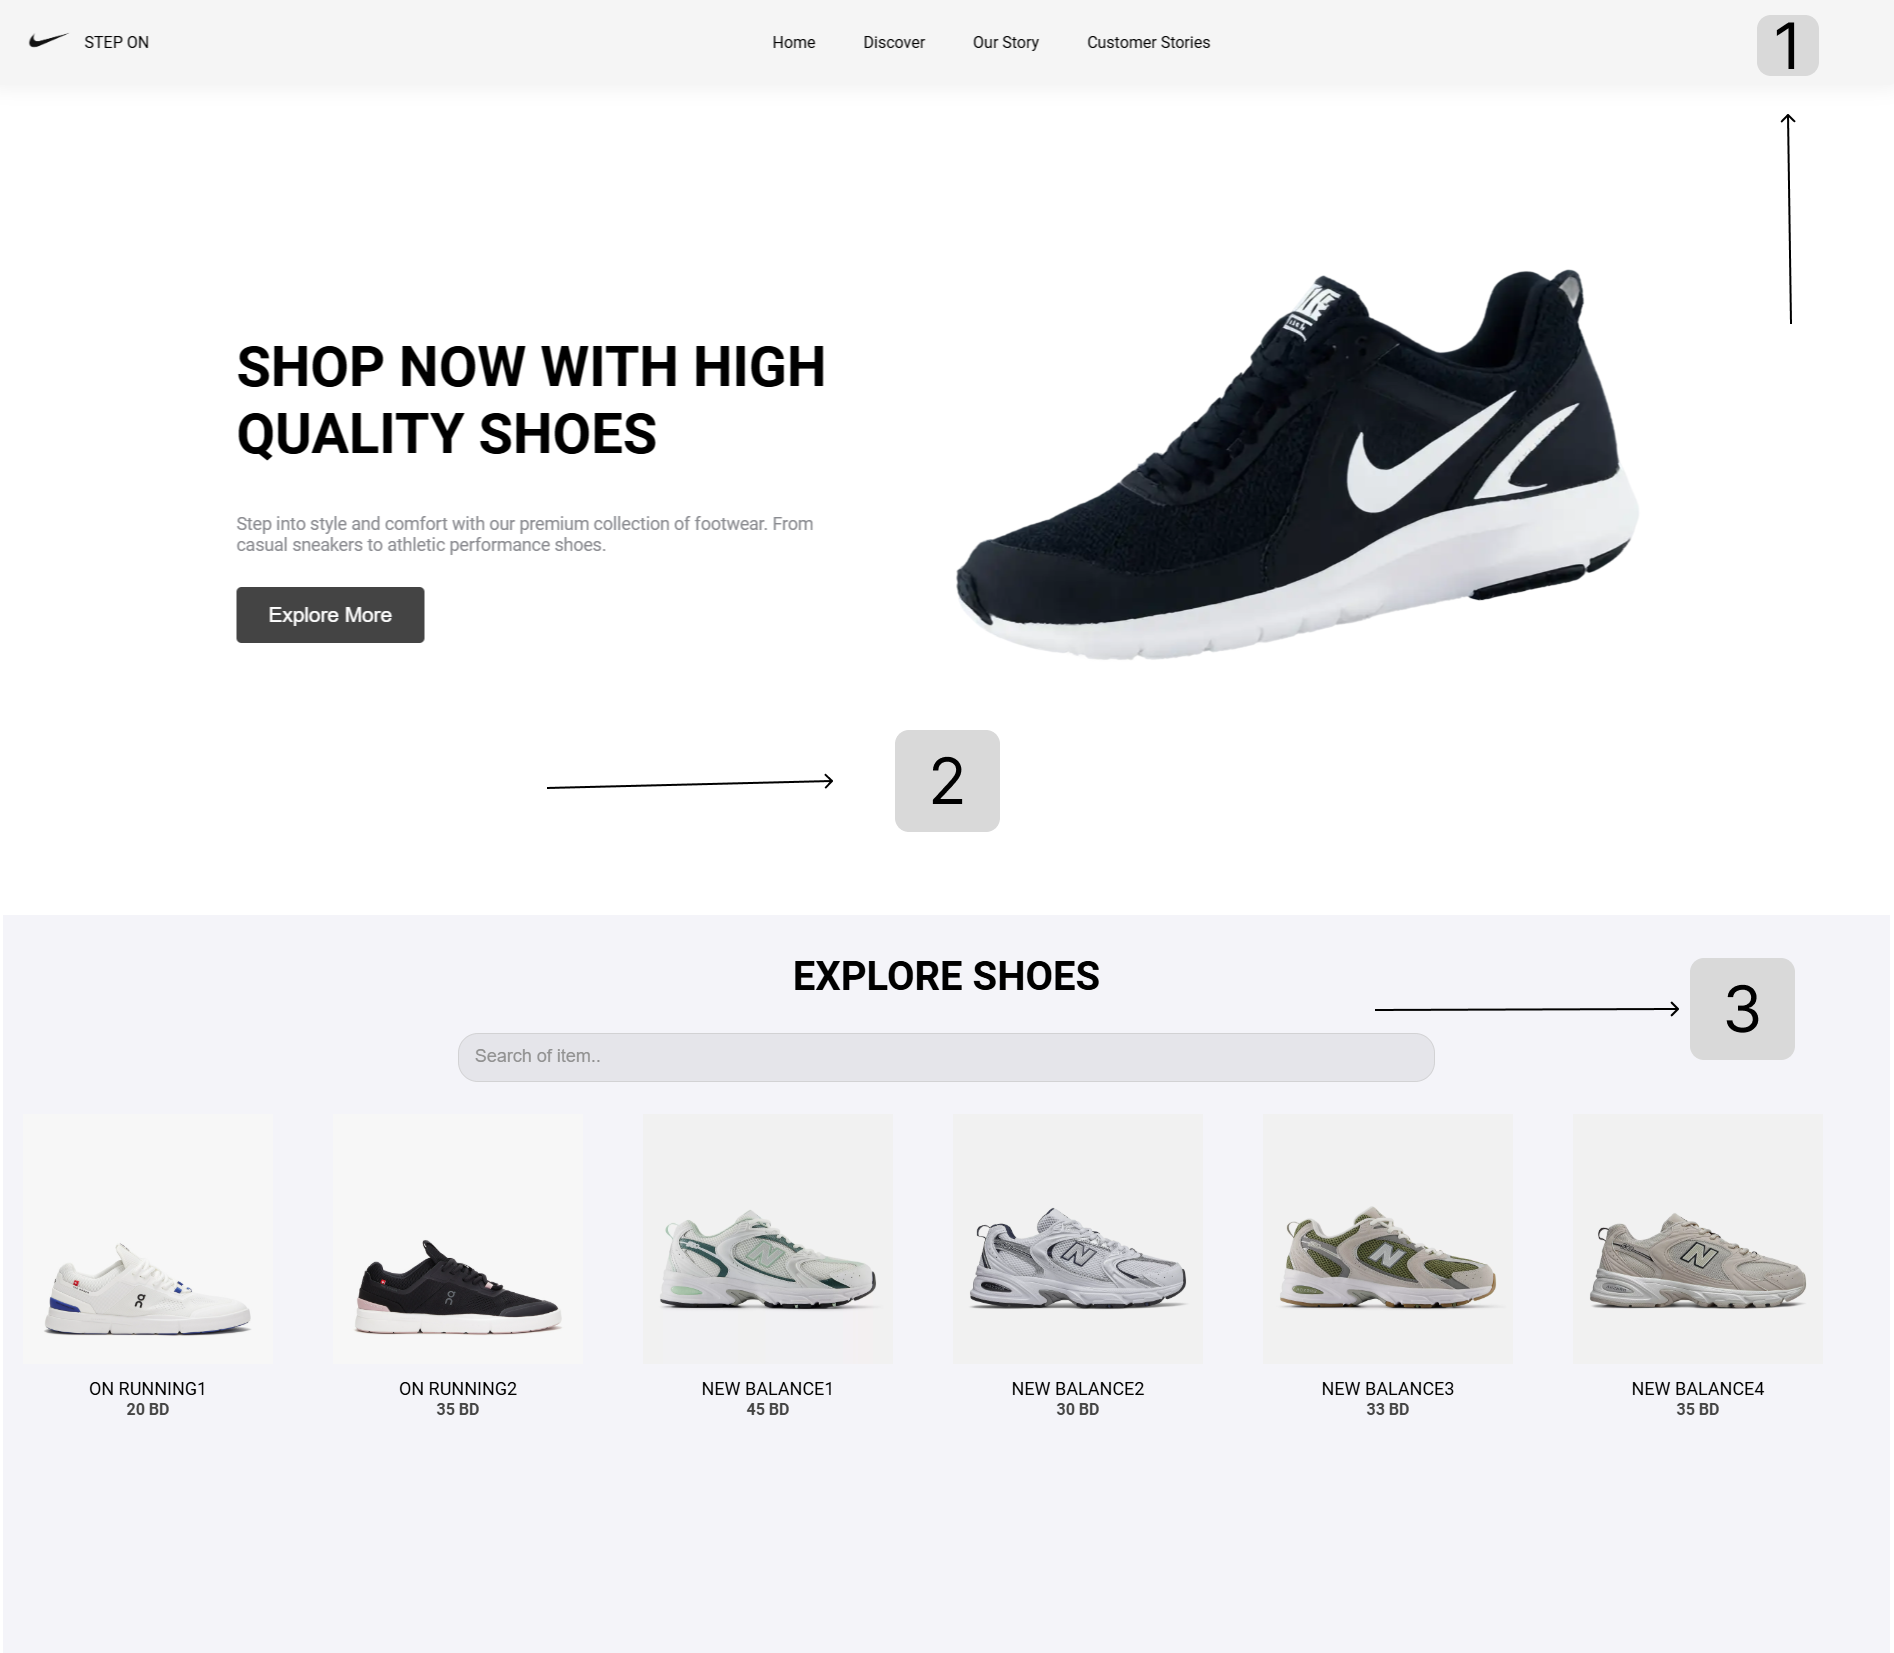 STEP ON
Home
Discover
Our Story
Customer Stories
1
SHOP NOW WITH HIGH
QUALITY SHOES
Step into style and comfort with our premium collection of footwear. From
casual sneakers to athletic performance shoes.
Explore More
2
EXPLORE SHOES
3
Search of item..
N
N
N
N
ON RUNNING1
20 BD
ON RUNNING2
35 BD
NEW BALANCE1
45 BD
NEW BALANCE2
30 BD
NEW BALANCE3
33 BD
NEW BALANCE4
35 BD